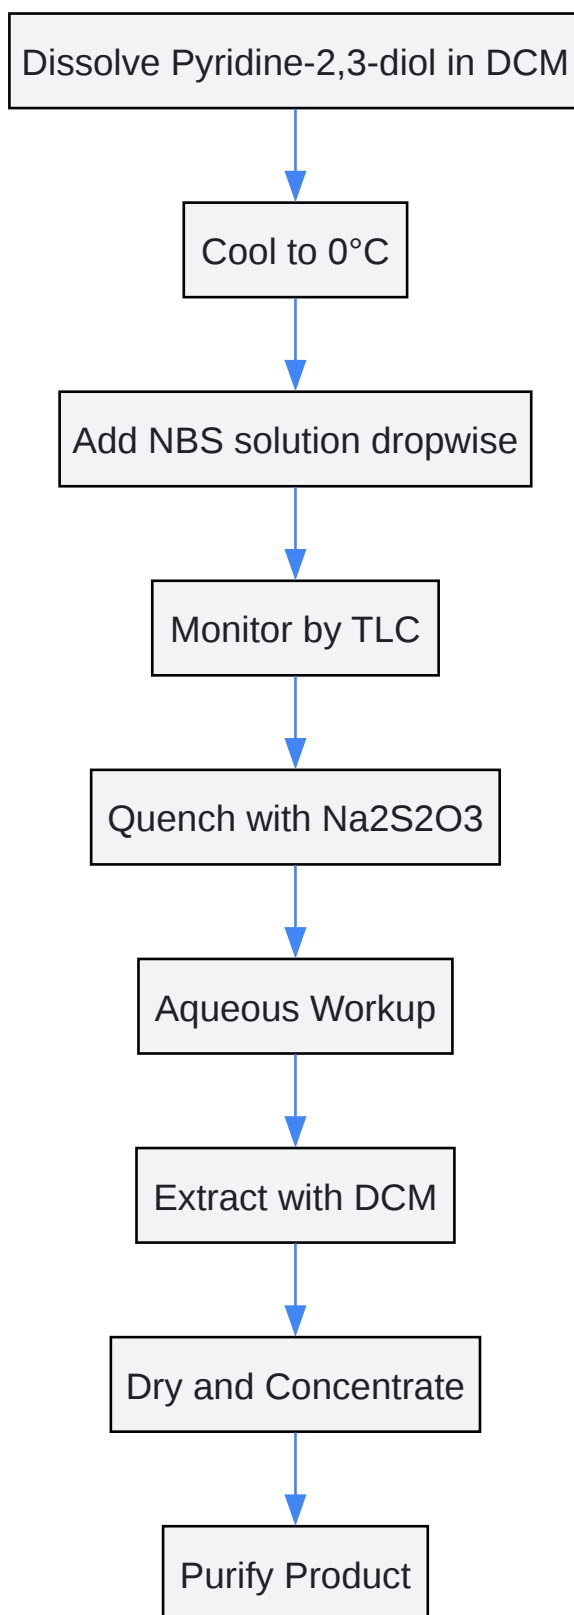 Dissolve Pyridine-2,3-diol in DCM
Cool to 0°C
Add NBS solution dropwise
Monitor by TLC
Quench with Na2S2O3
Aqueous Workup
Extract with DCM
Dry and Concentrate
Purify Product